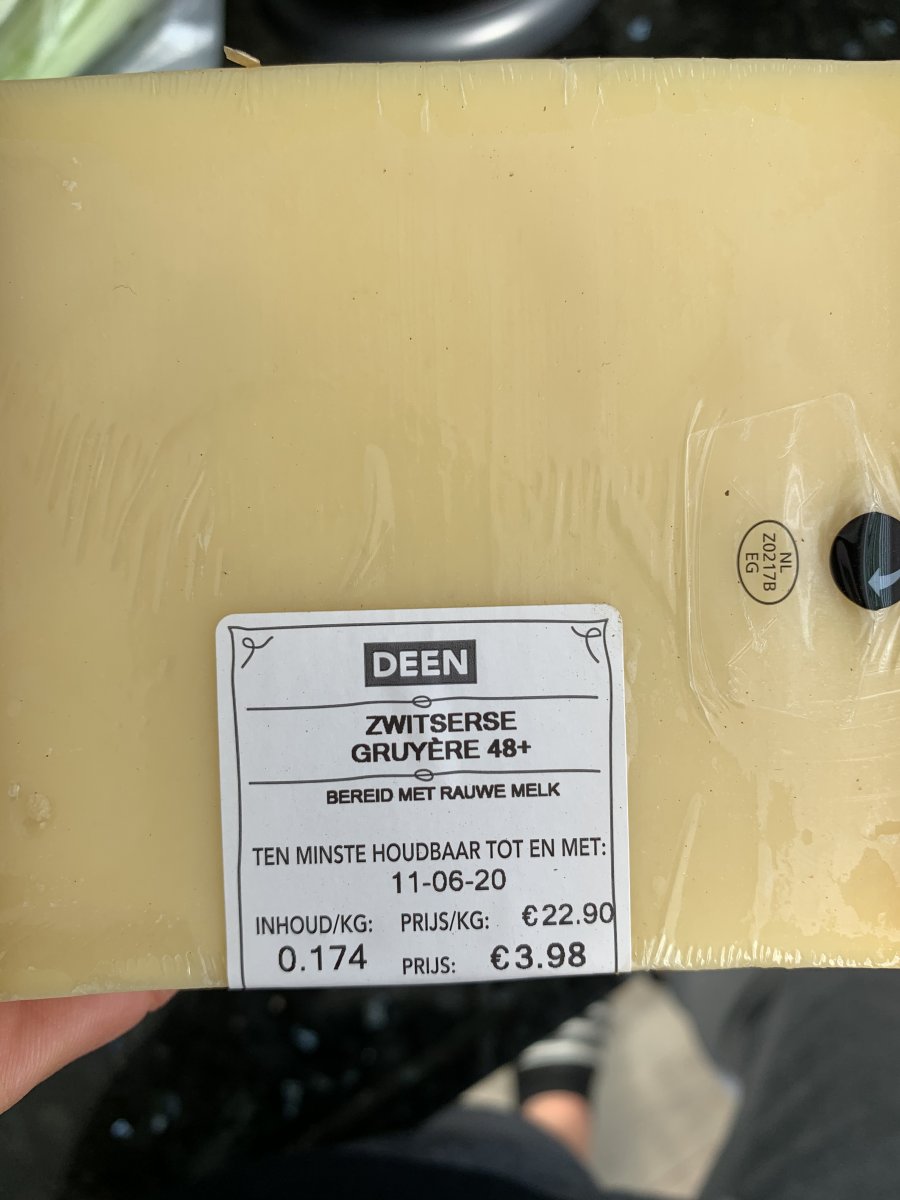 NL
Z0217B
EG
DEEN
ZWITSERSE
GRUYÈRE 48+
BEREID MET RAUWE MELK
TEN MINSTE HOUDBAAR TOT EN MET:
11-06-20
INHOUD/KG: PRIJS/KG: €22.90
0.174 PRIJS: €3.98